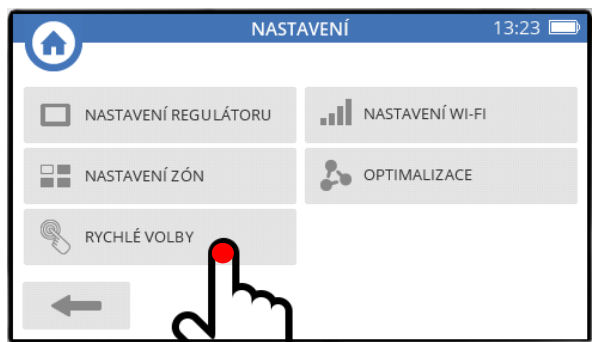 NASTAVENÍ
13:23
NASTAVENÍ REGULÁTORU
NASTAVENÍ WI-FI
NASTAVENÍ ZÓN
OPTIMALIZACE
RYCHLÉ VOLBY